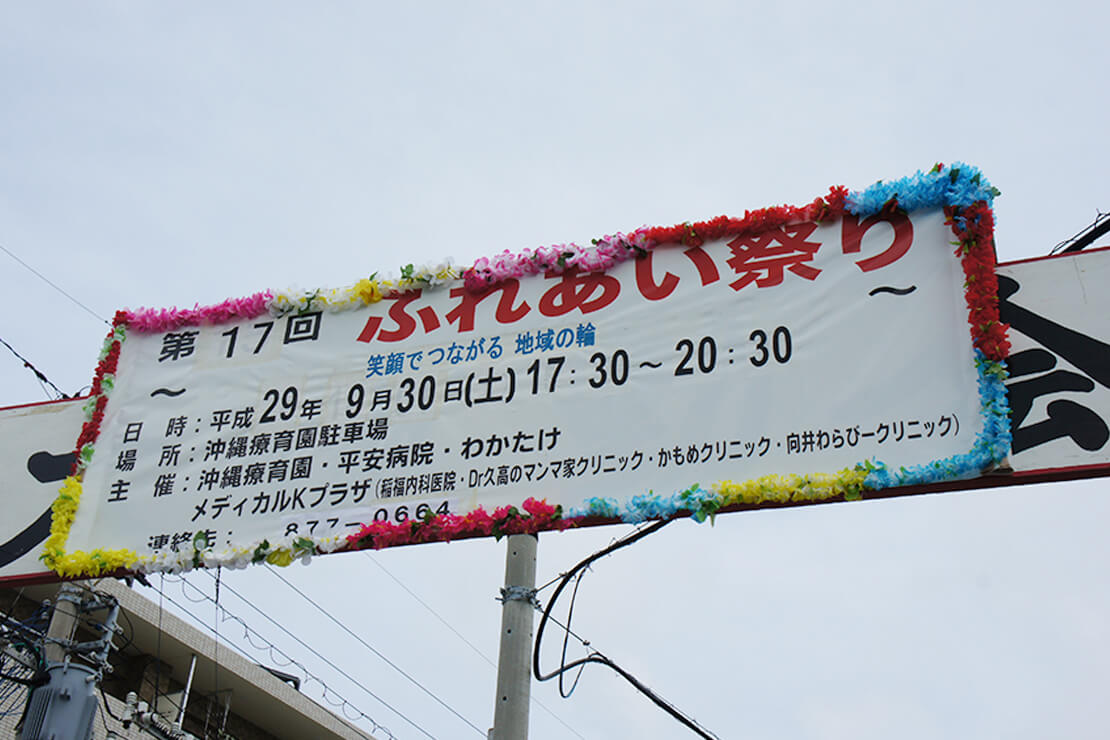 第17回 ふれあい祭り
～ 笑顔でつながる 地域の輪 ～
日時：平成29年 9月30日(土)17：30～20：30
場所：沖縄療育園駐車場
主催：沖縄療育園・平安病院・わかたけ
メディカルKプラザ(稲福内科医院・Dr久高のマンマ家クリニック・かもめクリニック・向井わらびークリニック)
連絡先： 877-0664
会